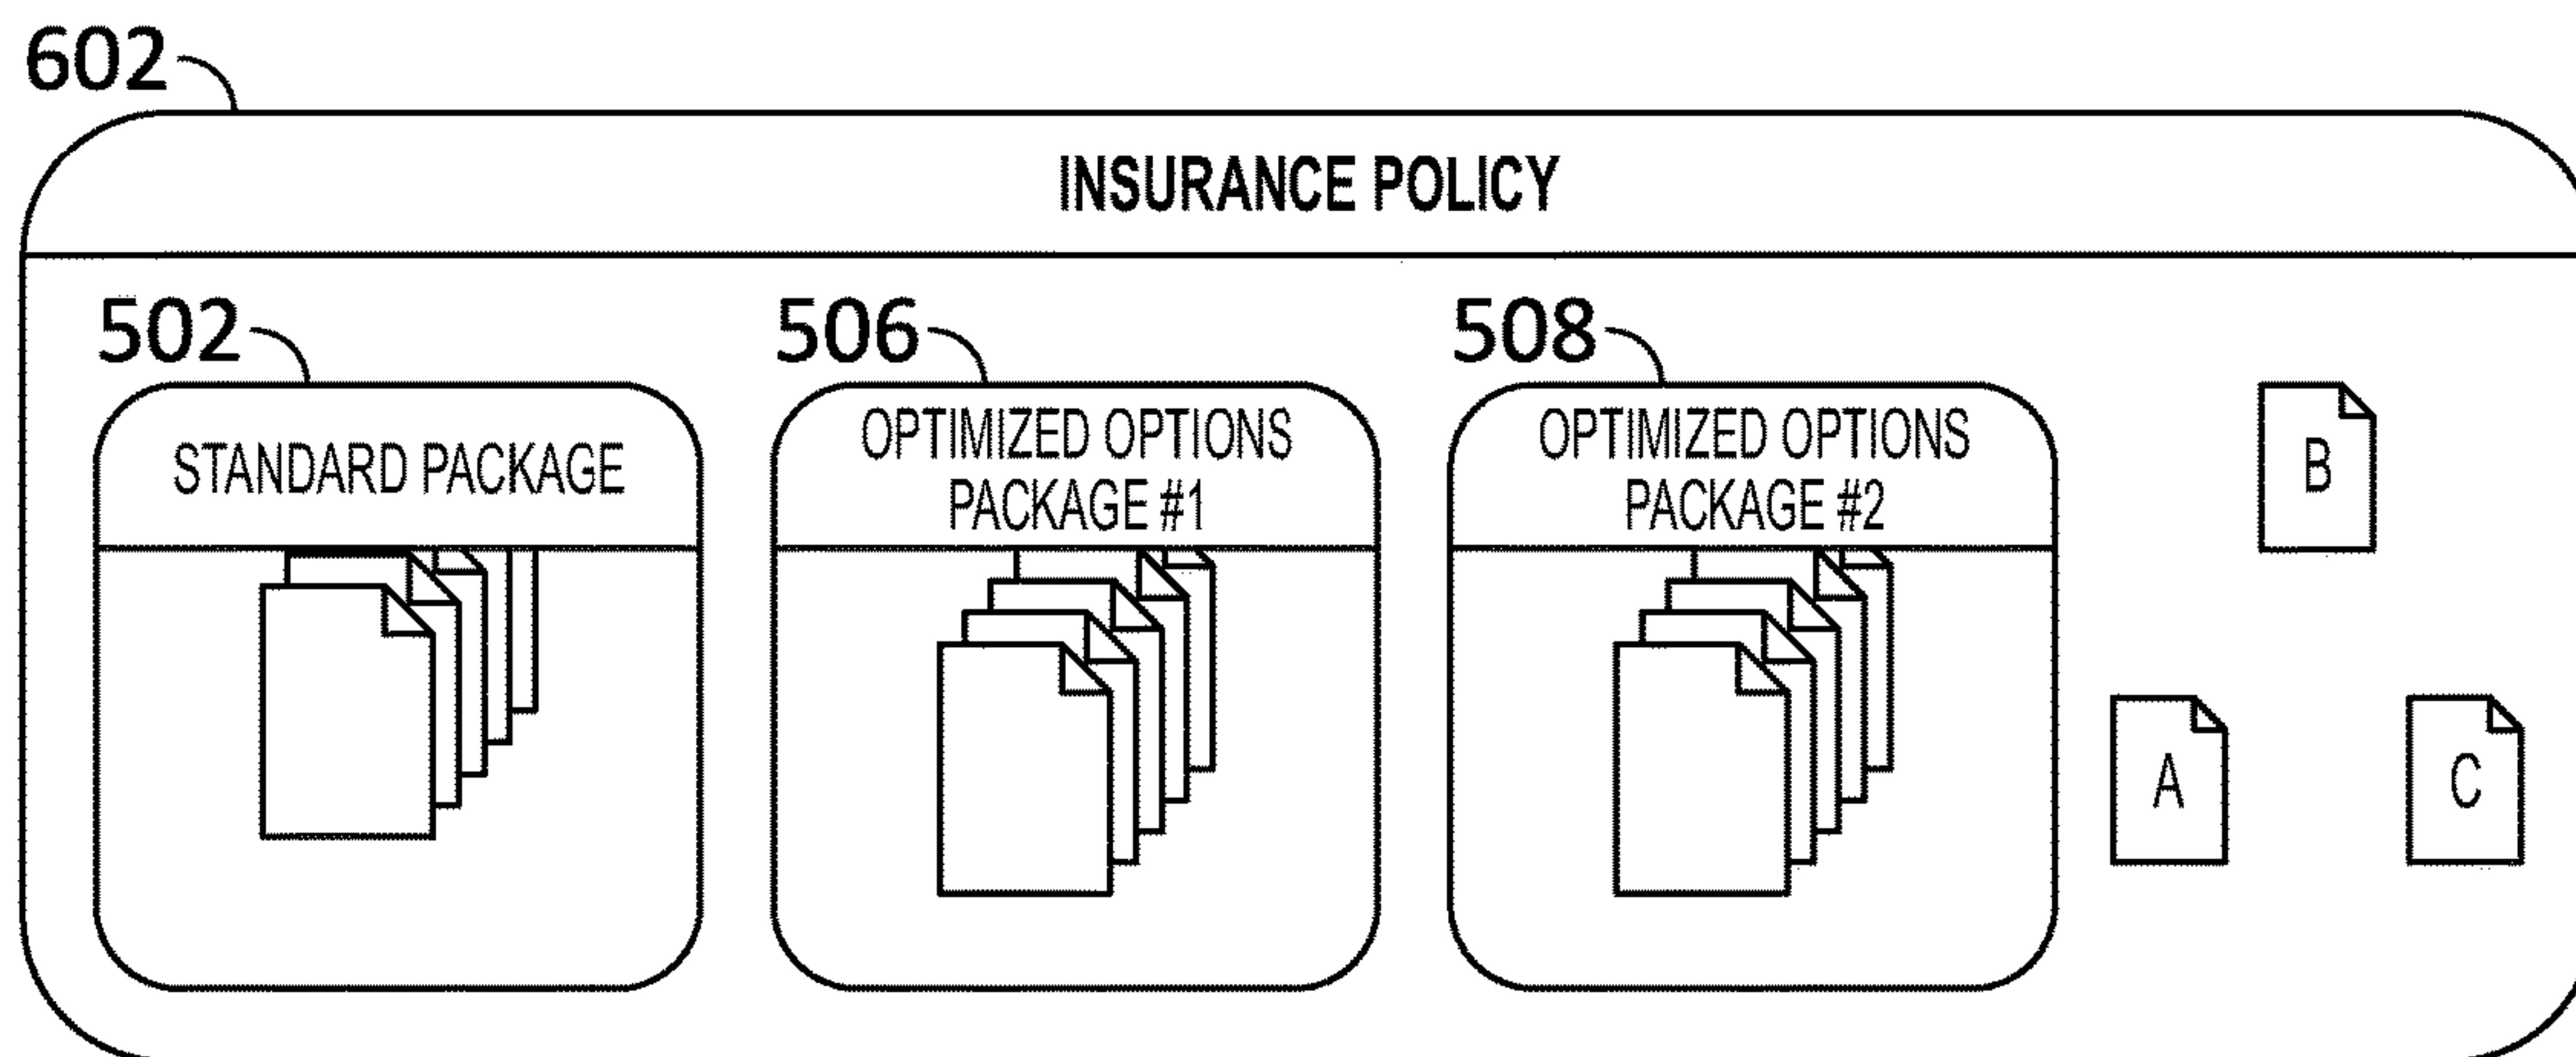 602
INSURANCE POLICY
502
506
508
STANDARD PACKAGE
OPTIMIZED OPTIONS
PACKAGE #1
OPTIMIZED OPTIONS
PACKAGE #2
B
A
C